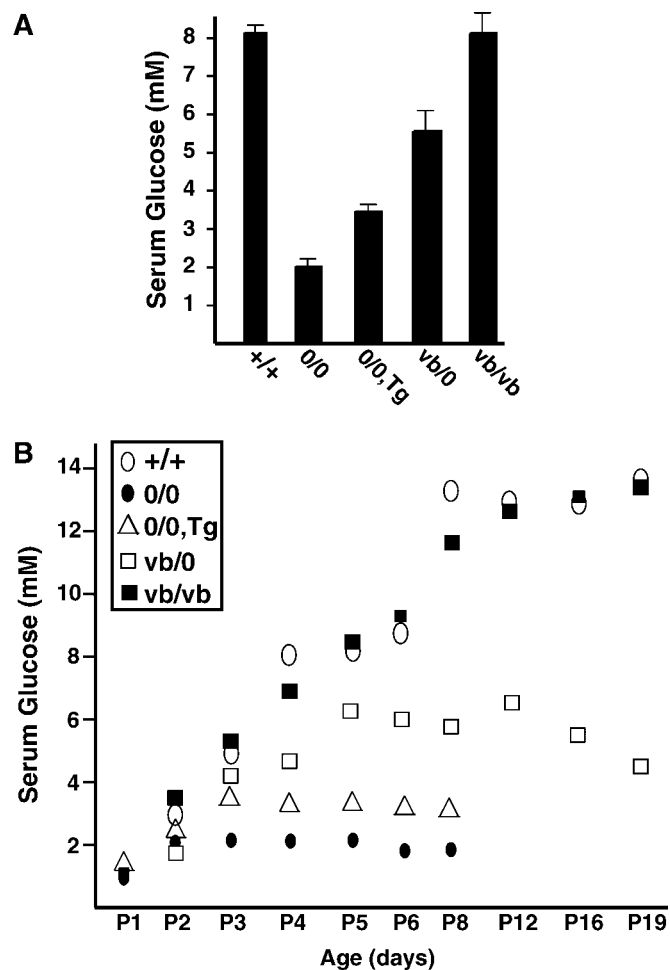 A
Serum Glucose (mM)
8
7
6
5
4
3
2
1
+/+
0/0
0/0,Tg
vb/0
vb/vb
B
+/+
0/0
0/0,Tg
vb/0
vb/vb
Serum Glucose (mM)
14
12
10
8
6
4
2
P1 P2 P3 P4 P5 P6 P8 P12 P16 P19
Age (days)